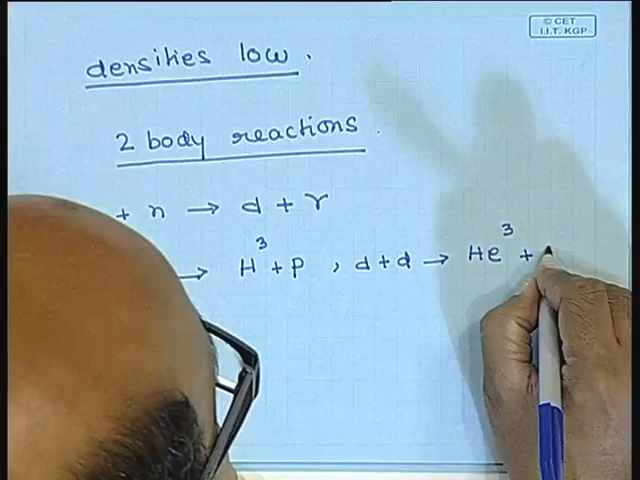 © CET
I.I.T. KGP
densities low.
2 body reactions.
+ n → d + γ
→ H³ + p , d + d → He³ +